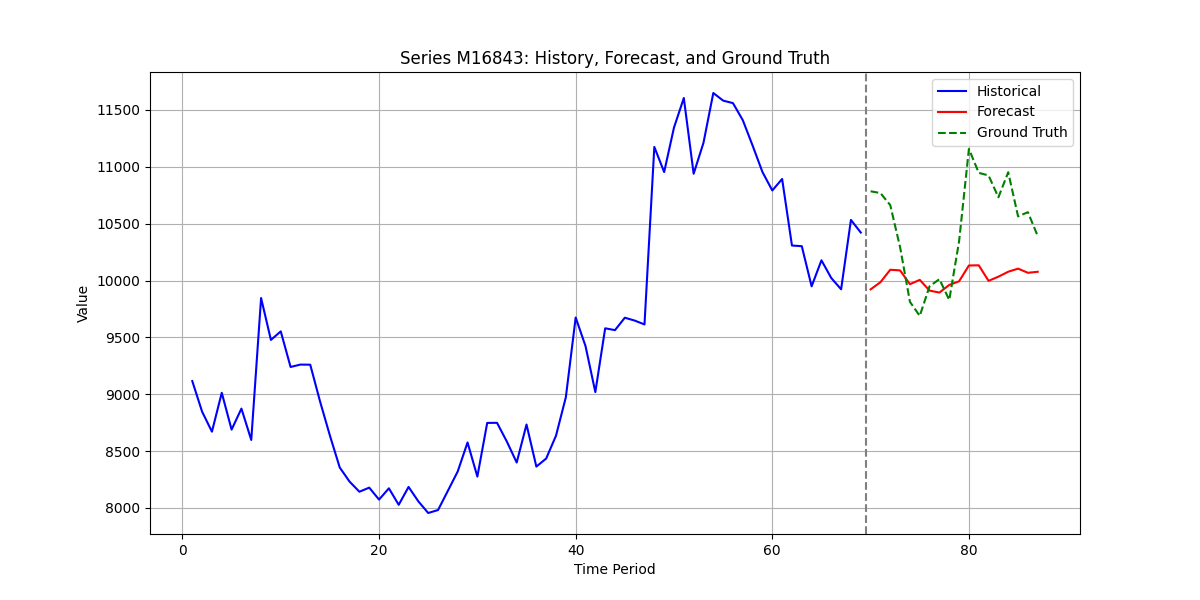 Series M16843: History, Forecast, and Ground Truth
Historical
Forecast
Ground Truth
Value
11500
11000
10500
10000
9500
9000
8500
8000
0 20 40 60 80
Time Period